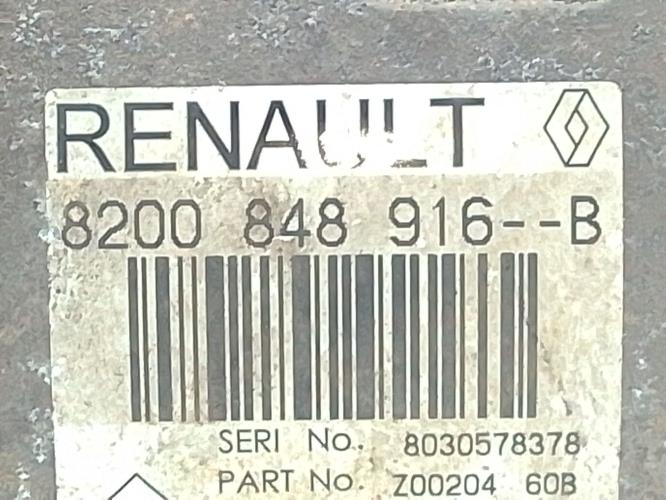 RENAULT
8200 848 916--B
SERI No. 8030578378
PART No. Z00204 60B